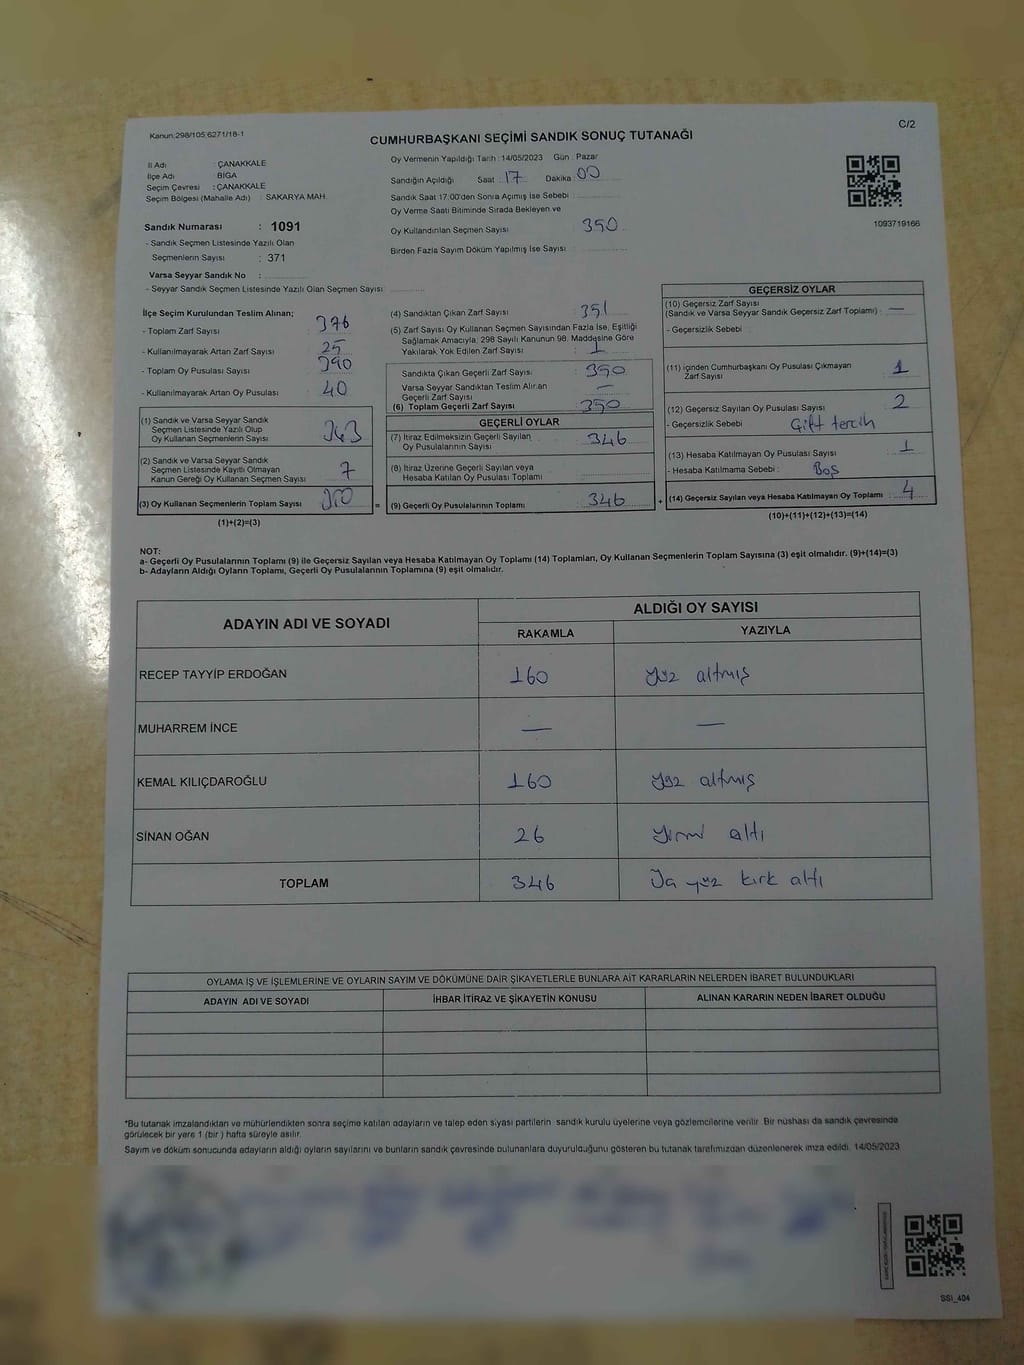 Kanun:298/105;6271/18-1
C/2
CUMHURBAŞKANI SEÇİMİ SANDIK SONUÇ TUTANAĞI
İl Adı : ÇANAKKALE
İlçe Adı : BİGA
Seçim Çevresi : ÇANAKKALE
Seçim Bölgesi (Mahalle Adı) : SAKARYA MAH
Sandık Numarası : 1091
- Sandık Seçmen Listesinde Yazılı Olan
Seçmenlerin Sayısı : 371
Varsa Seyyar Sandık No :
- Seyyar Sandık Seçmen Listesinde Yazılı Olan Seçmen Sayısı:
Oy Vermenin Yapıldığı Tarih :14/05/2023 Gün : Pazar
Sandığın Açıldığı Saat : 17 Dakika : 00
Sandık Saat 17:00'den Sonra Açımış İse Sebebi :
Oy Verme Saati Bitiminde Sırada Bekleyen ve
Oy Kullandırılan Seçmen Sayısı : 350
Birden Fazla Sayım Döküm Yapılmış İse Sayısı :
1093719166
İlçe Seçim Kurulundan Teslim Alınan;
- Toplam Zarf Sayısı : 376
- Kullanılmayarak Artan Zarf Sayısı : 25
- Toplam Oy Pusulası Sayısı : 390
- Kullanılmayarak Artan Oy Pusulası : 40
(1) Sandık ve Varsa Seyyar Sandık
Seçmen Listesinde Yazılı Olup
Oy Kullanan Seçmenlerin Sayısı : 343
(2) Sandık ve Varsa Seyyar Sandık
Seçmen Listesinde Kayıtlı Olmayan
Kanun Gereği Oy Kullanan Seçmen Sayısı : 7
(3) Oy Kullanan Seçmenlerin Toplam Sayısı : 350
(1)+(2)=(3)
(4) Sandıktan Çıkan Zarf Sayısı : 351
(5) Zarf Sayısı Oy Kullanan Seçmen Sayısından Fazla İse, Eşitliği
Sağlamak Amacıyla; 298 Sayılı Kanunun 98. Maddesine Göre
Yakılarak Yok Edilen Zarf Sayısı : 1
Sandıkta Çıkan Geçerli Zarf Sayısı : 350
Varsa Seyyar Sandıktan Teslim Alınan
Geçerli Zarf Sayısı : —
(6) Toplam Geçerli Zarf Sayısı : 350
GEÇERLİ OYLAR
(7) İtiraz Edilmeksizin Geçerli Sayılan
Oy Pusulalarının Sayısı : 346
(8) İtiraz Üzerine Geçerli Sayılan veya
Hesaba Katılan Oy Pusulası Toplamı :
= (9) Geçerli Oy Pusulalarının Toplamı : 346
GEÇERSİZ OYLAR
(10) Geçersiz Zarf Sayısı
(Sandık ve Varsa Seyyar Sandık Geçersiz Zarf Toplamı) : —
- Geçersizlik Sebebi :
(11) içinden Cumhurbaşkanı Oy Pusulası Çıkmayan
Zarf Sayısı : 1
(12) Geçersiz Sayılan Oy Pusulası Sayısı : 2
- Geçersizlik Sebebi : Çift tercih
(13) Hesaba Katılmayan Oy Pusulası Sayısı : 1
- Hesaba Katılmama Sebebi : Boş
+ (14) Geçersiz Sayılan veya Hesaba Katılmayan Oy Toplamı : 4
(10)+(11)+(12)+(13)=(14)
NOT:
a- Geçerli Oy Pusulalarının Toplamı (9) ile Geçersiz Sayılan veya Hesaba Katılmayan Oy Toplamı (14) Toplamları, Oy Kullanan Seçmenlerin Toplam Sayısına (3) eşit olmalıdır. (9)+(14)=(3)
b- Adayların Aldığı Oyların Toplamı, Geçerli Oy Pusulalarının Toplamına (9) eşit olmalıdır.
ADAYIN ADI VE SOYADI
ALDIĞI OY SAYISI
RAKAMLA YAZIYLA
RECEP TAYYİP ERDOĞAN 160 yüz altmış
MUHARREM İNCE — —
KEMAL KILIÇDAROĞLU 160 yüz altmış
SİNAN OĞAN 26 yirmi altı
TOPLAM 346 Üç yüz kırk altı
OYLAMA İŞ VE İŞLEMLERİNE VE OYLARIN SAYIM VE DÖKÜMÜNE DAİR ŞİKAYETLERLE BUNLARA AİT KARARLARIN NELERDEN İBARET BULUNDUKLARI
ADAYIN ADI VE SOYADI İHBAR İTİRAZ VE ŞİKAYETİN KONUSU ALINAN KARARIN NEDEN İBARET OLDUĞU
*Bu tutanak imzalandıktan ve mühürlendikten sonra seçime katılan adayların ve talep eden siyasi partilerin sandık kurulu üyelerine veya gözlemcilerine verilir. Bir nüshası da sandık çevresinde
görülecek bir yere 1 (bir ) hafta süreyle asılır.
Sayım ve döküm sonucunda adayların aldığı oyların sayılarını ve bunların sandık çevresinde bulunanlara duyurulduğunu gösteren bu tutanak tarafımızdan düzenlenerek imza edildi. 14/05/2023
SSI_404